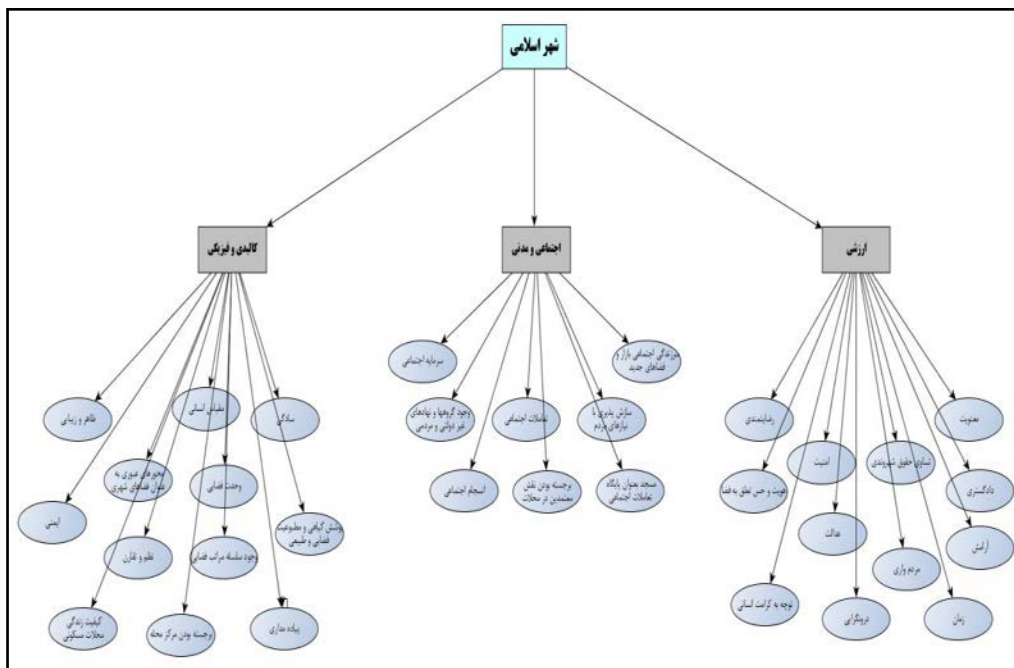 شهر اسلامی
ارزشی
اجتماعی و مدنی
کالبدی و فیزیکی
معنویت
رضایتمندی
تساوی حقوق شهروندی
امنیت
دادگستری
هویت و حس تعلق به فضا
عدالت
آرامش
مردم واری
توجه به کرامت انسانی
درونگرایی
زمان
سرزندگی اجتماعی بازار و
فضاهای جدید
سرمایه اجتماعی
سازش پذیری با
نیازهای مردم
تعاملات اجتماعی
وجود گروهها و نهادهای
غیر دولتی و مردمی
مسجد بعنوان پایگاه
تعاملات اجتماعی
برجسته بودن نقش
معتمدین در محلات
انسجام اجتماعی
سادگی
مقیاس انسانی
ظاهر و زیبایی
وحدت فضایی
محورهای عبوری به
عنوان فضاهای شهری
ایمنی
پوشش گیاهی و مطبوعیت
فضایی و طبیعی
وجود سلسله مراتب فضایی
نظم و تقارن
پیاده مداری
برجسته بودن مرکز محله
کیفیت زندگی
محلات مسکونی